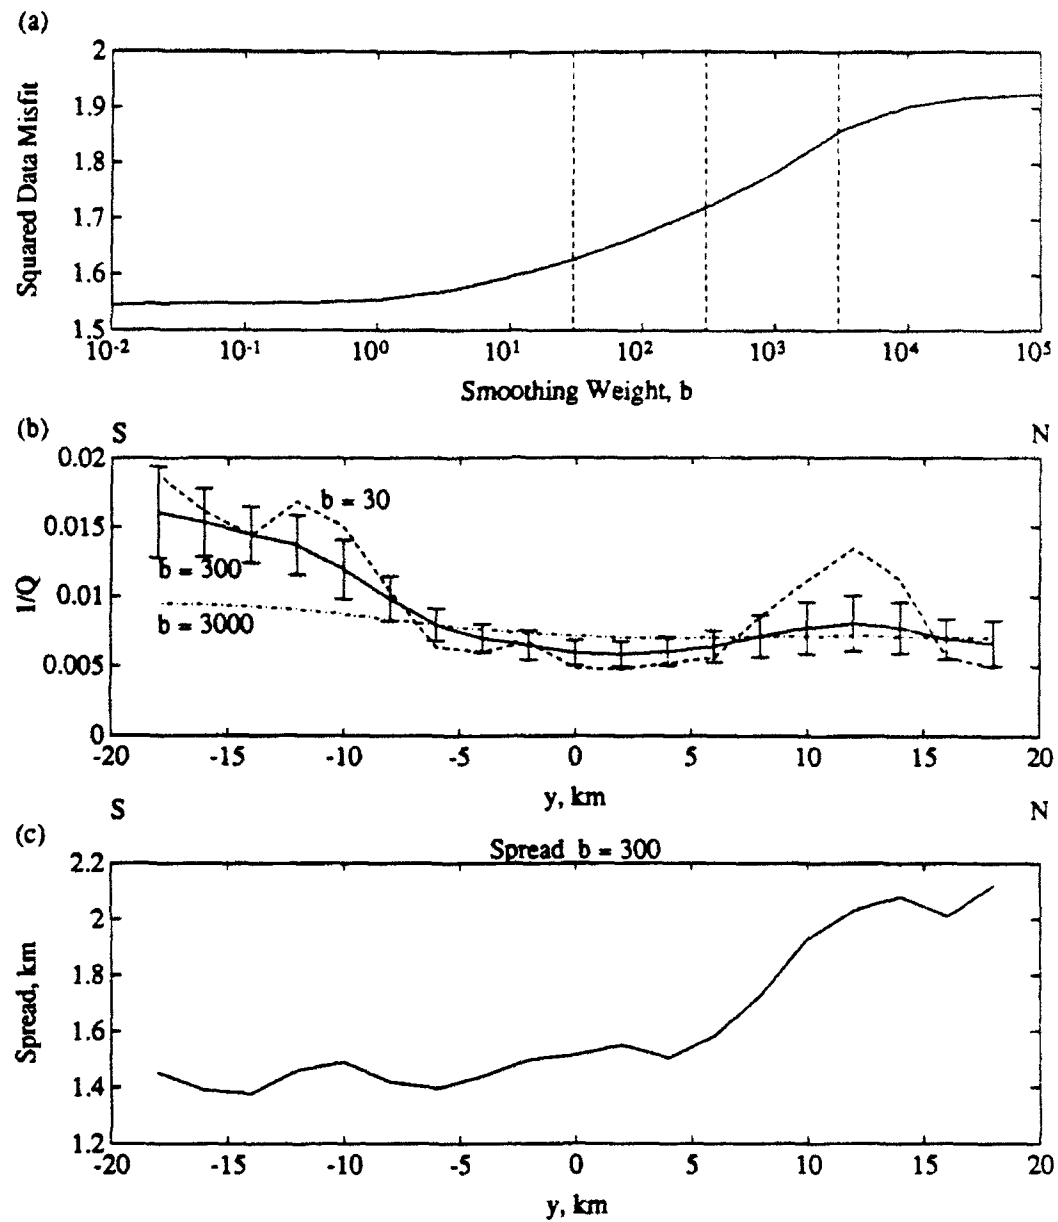 (a)
2
1.9
1.8
1.7
1.6
1.5
Squared Data Misfit
10-2 10-1 100 101 102 103 104 105
Smoothing Weight, b
(b)
S N
0.02
0.015
0.01
0.005
0
1/Q
b = 30
b = 300
b = 3000
-20 -15 -10 -5 0 5 10 15 20
y, km
S N
(c)
Spread b = 300
2.2
2
1.8
1.6
1.4
1.2
Spread, km
-20 -15 -10 -5 0 5 10 15 20
y, km